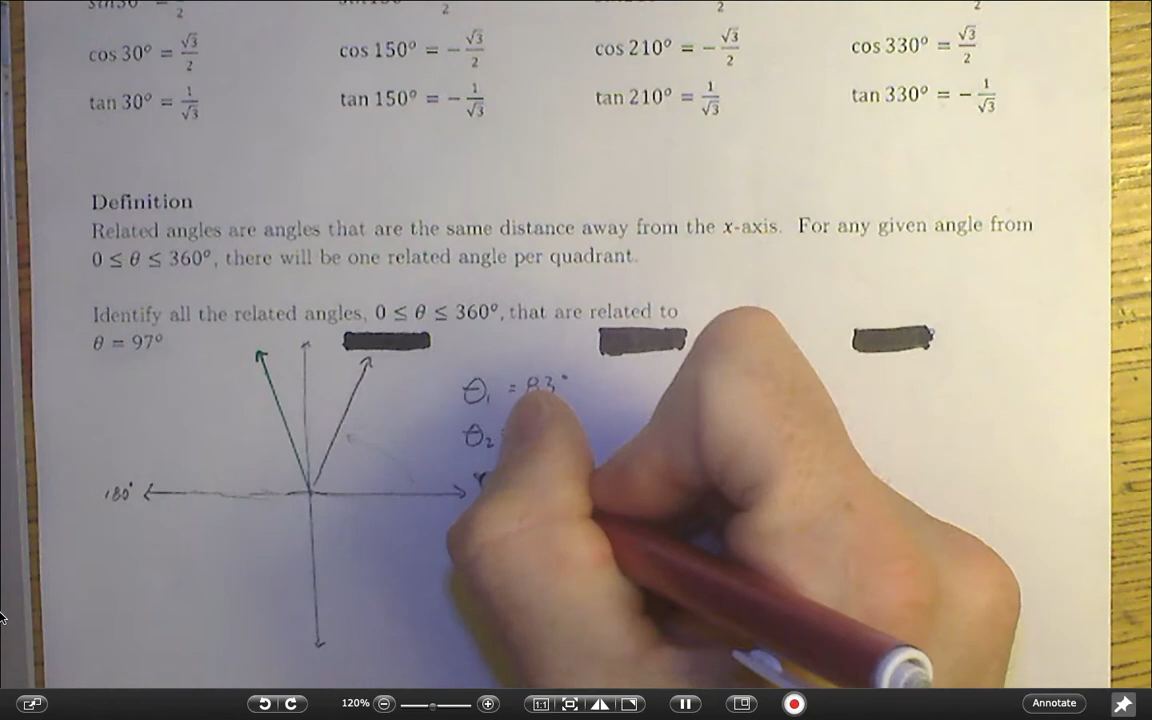 cos 30° = √3/2 cos 150° = −√3/2 cos 210° = −√3/2 cos 330° = √3/2
tan 30° = 1/√3 tan 150° = −1/√3 tan 210° = 1/√3 tan 330° = −1/√3
Definition
Related angles are angles that are the same distance away from the x-axis. For any given angle from
0 ≤ θ ≤ 360°, there will be one related angle per quadrant.
Identify all the related angles, 0 ≤ θ ≤ 360°, that are related to
θ = 97°
θ₁ = 83°
θ₂
180°
120%
1:1
Annotate